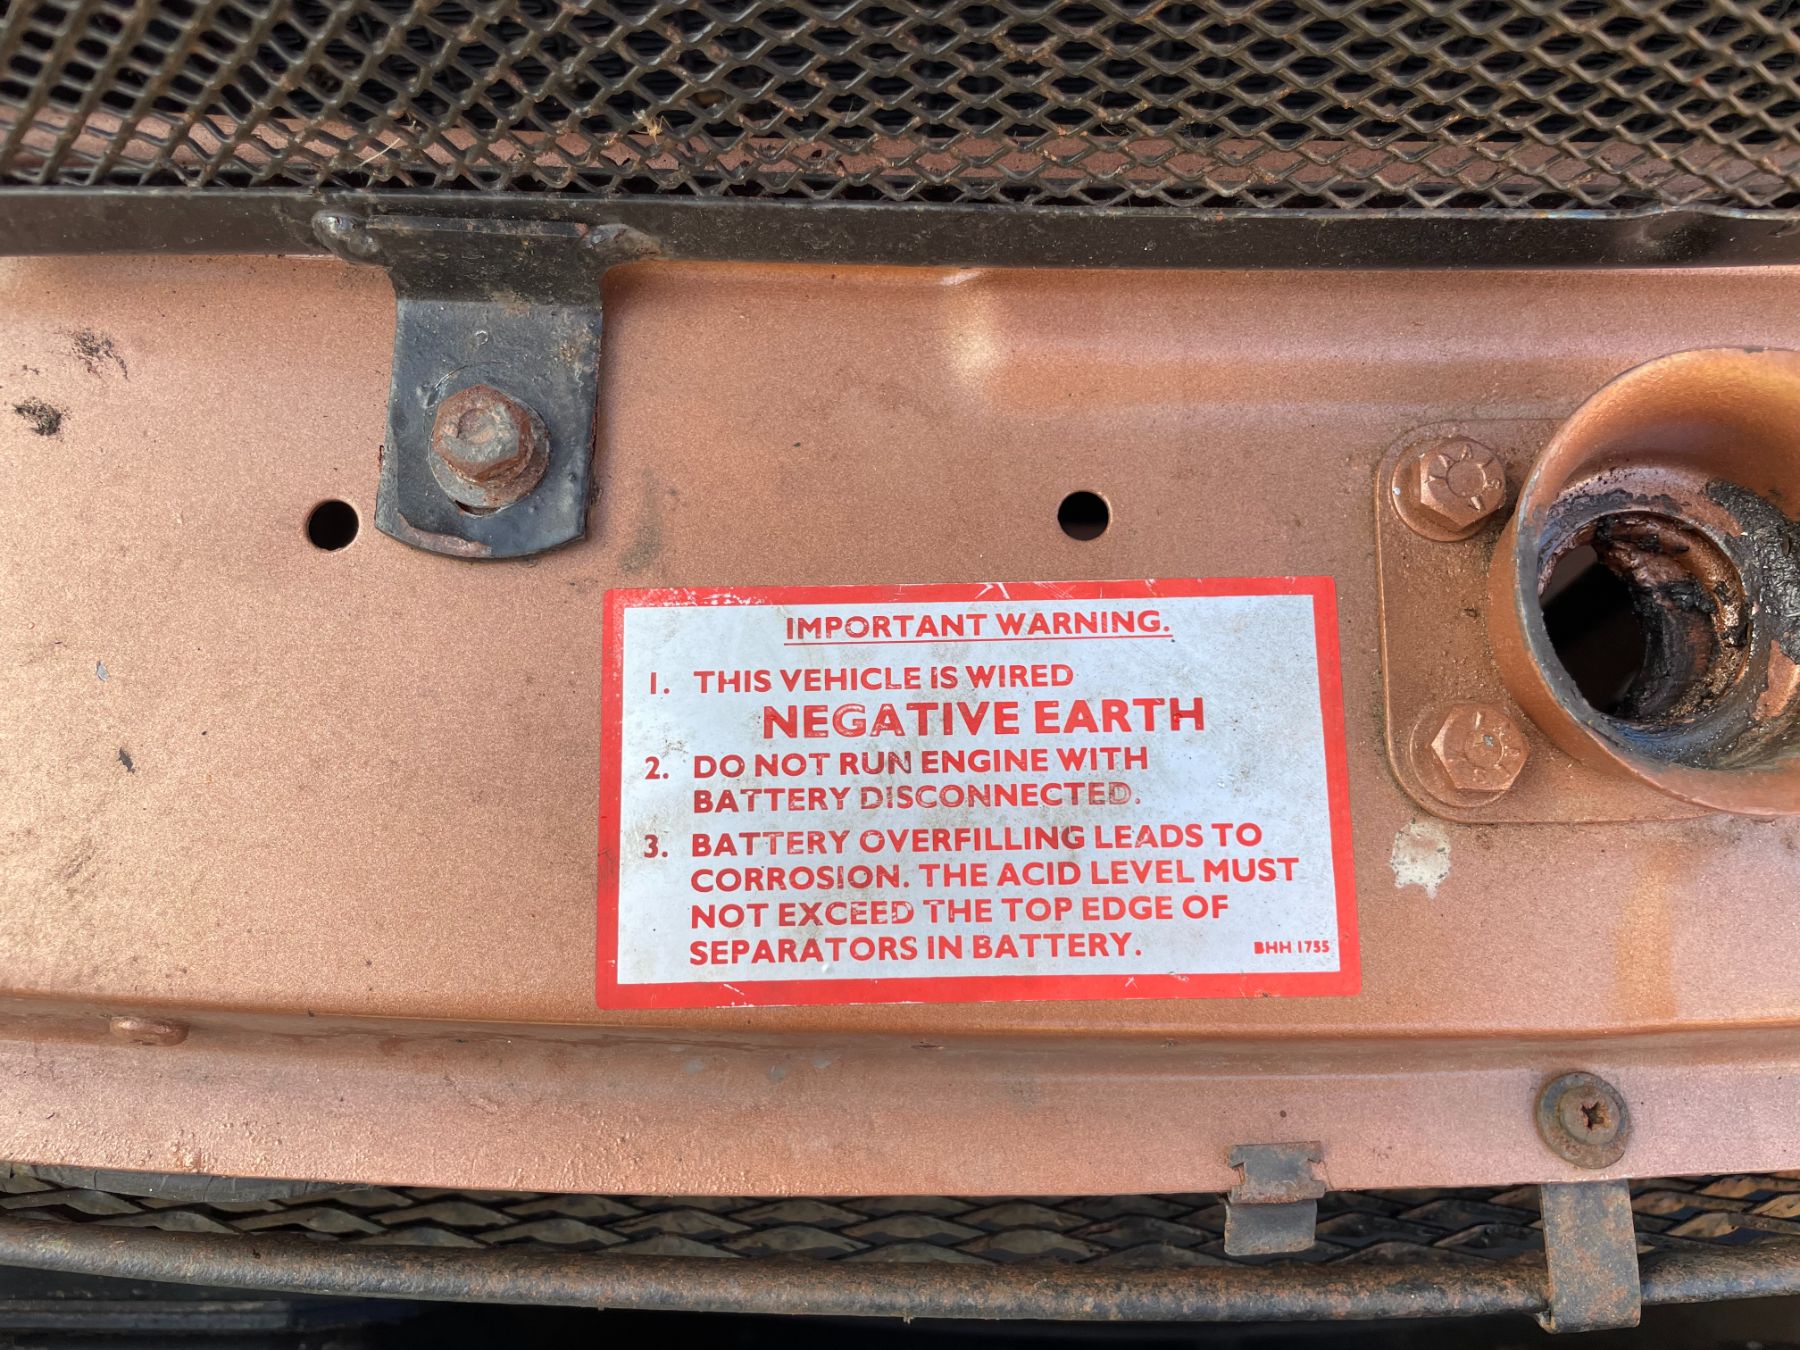 IMPORTANT WARNING.
1. THIS VEHICLE IS WIRED
NEGATIVE EARTH
2. DO NOT RUN ENGINE WITH
BATTERY DISCONNECTED.
3. BATTERY OVERFILLING LEADS TO
CORROSION. THE ACID LEVEL MUST
NOT EXCEED THE TOP EDGE OF
SEPARATORS IN BATTERY.
BHH 1755